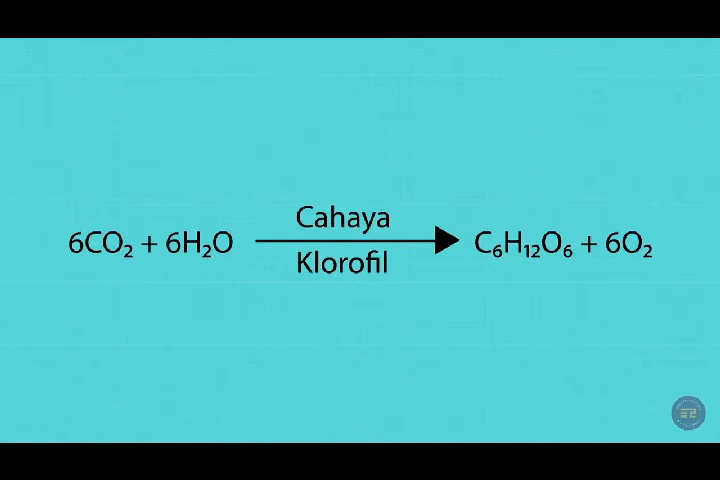 Cahaya
6CO₂ + 6H₂O → C₆H₁₂O₆ + 6O₂
Klorofil